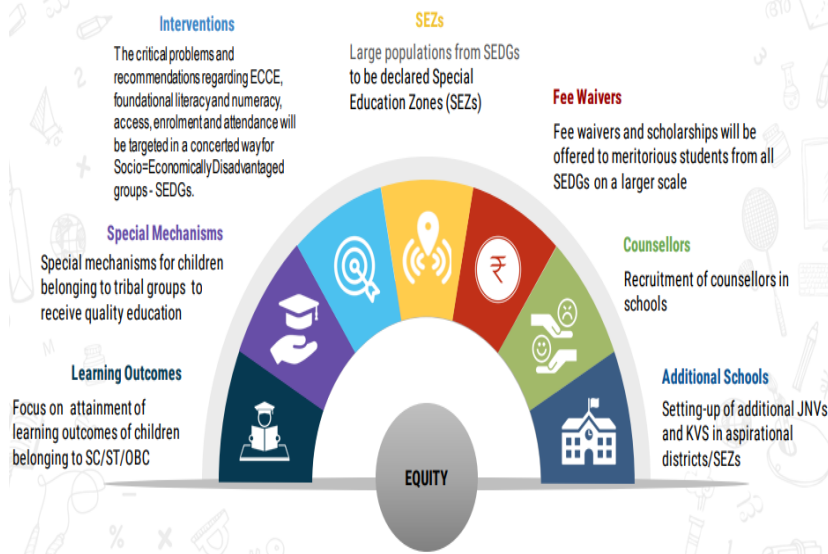 Interventions
The critical problems and
recommendations regarding ECCE,
foundational literacy and numeracy,
access, enrolment and attendance will
be targeted in a concerted way for
Socio=Economically Disadvantaged
groups - SEDGs.
SEZs
Large populations from SEDGs
to be declared Special
Education Zones (SEZs)
Fee Waivers
Fee waivers and scholarships will be
offered to meritorious students from all
SEDGs on a larger scale
Special Mechanisms
Special mechanisms for children
belonging to tribal groups to
receive quality education
Counsellors
Recruitment of counsellors in
schools
Learning Outcomes
Focus on attainment of
learning outcomes of children
belonging to SC/ST/OBC
Additional Schools
Setting-up of additional JNVs
and KVS in aspirational
districts/SEZs
₹
EQUITY